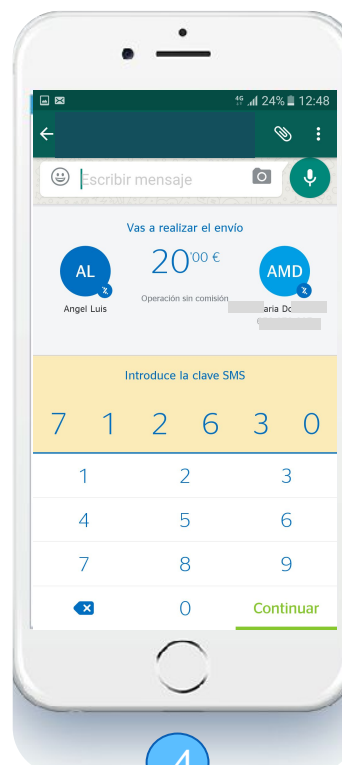 4G 24% 12:48
Escribir mensaje
Vas a realizar el envío
20'00 €
AL
AMD
Operación sin comisión
Angel Luis
Introduce la clave SMS
7 1 2 6 3 0
1 2 3
4 5 6
7 8 9
0 Continuar
4